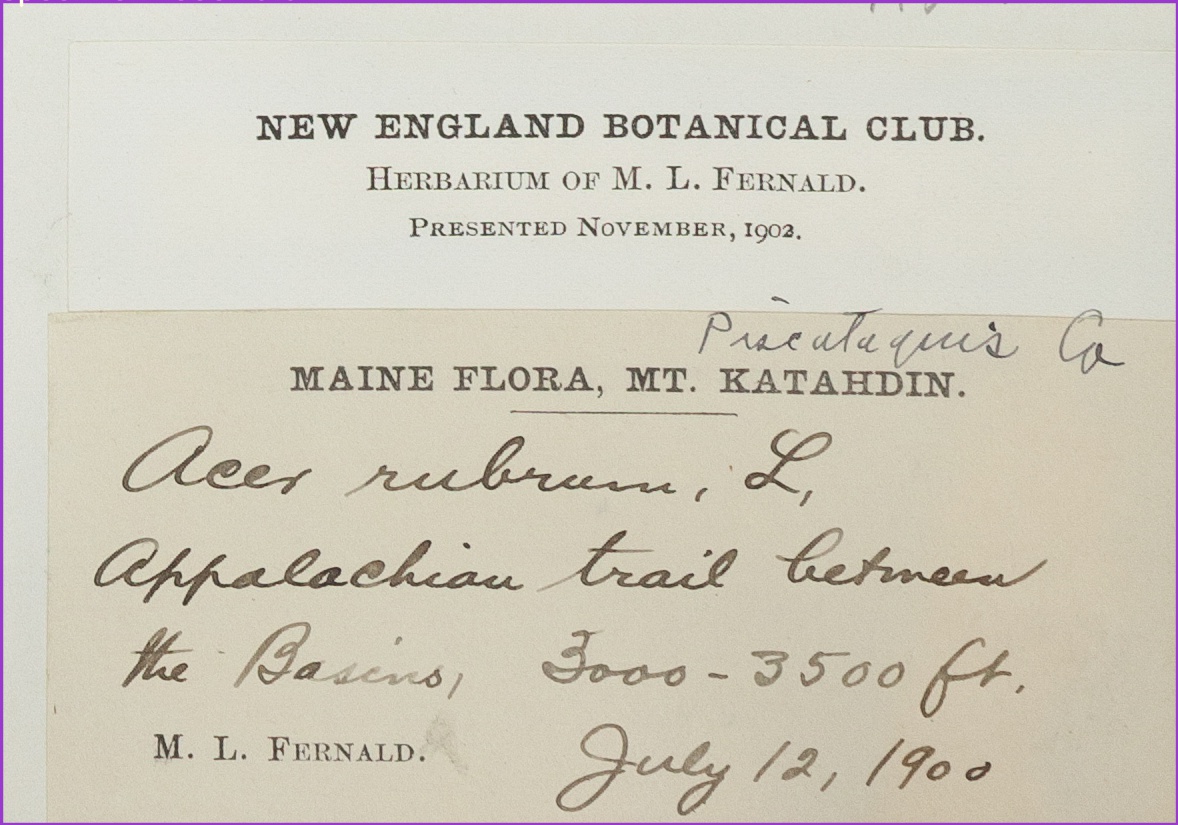 NEW ENGLAND BOTANICAL CLUB.
HERBARIUM OF M. L. FERNALD.
PRESENTED NOVEMBER, 1902.
Piscataquis Co
MAINE FLORA, MT. KATAHDIN.
Acer rubrum, L,
Appalachian trail between
the Basins, 3000 - 3500 ft.
M. L. FERNALD. July 12, 1900